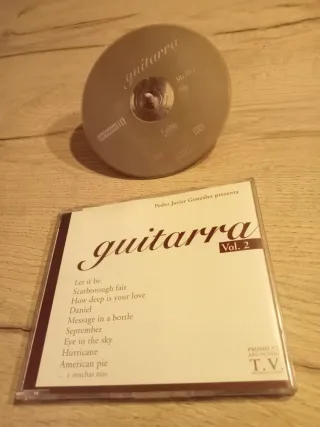 guitarra
Pedro Javier González presenta
guitarra
Vol. 2
Let it be
Scarborough fair
How deep is your love
Daniel
Message in a bottle
September
Eye in the sky
Hurricane
American pie
... y muchas más
T.V.